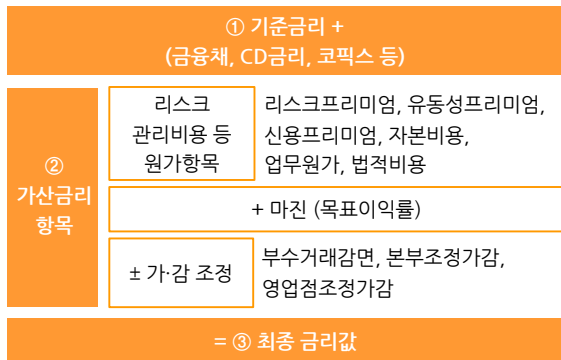 ① 기준금리 +
(금융채, CD금리, 코픽스 등)
②
가산금리
항목
리스크
관리비용 등
원가항목
리스크프리미엄, 유동성프리미엄,
신용프리미엄, 자본비용,
업무원가, 법적비용
+ 마진 (목표이익률)
± 가·감 조정
부수거래감면, 본부조정가감,
영업점조정가감
= ③ 최종 금리값